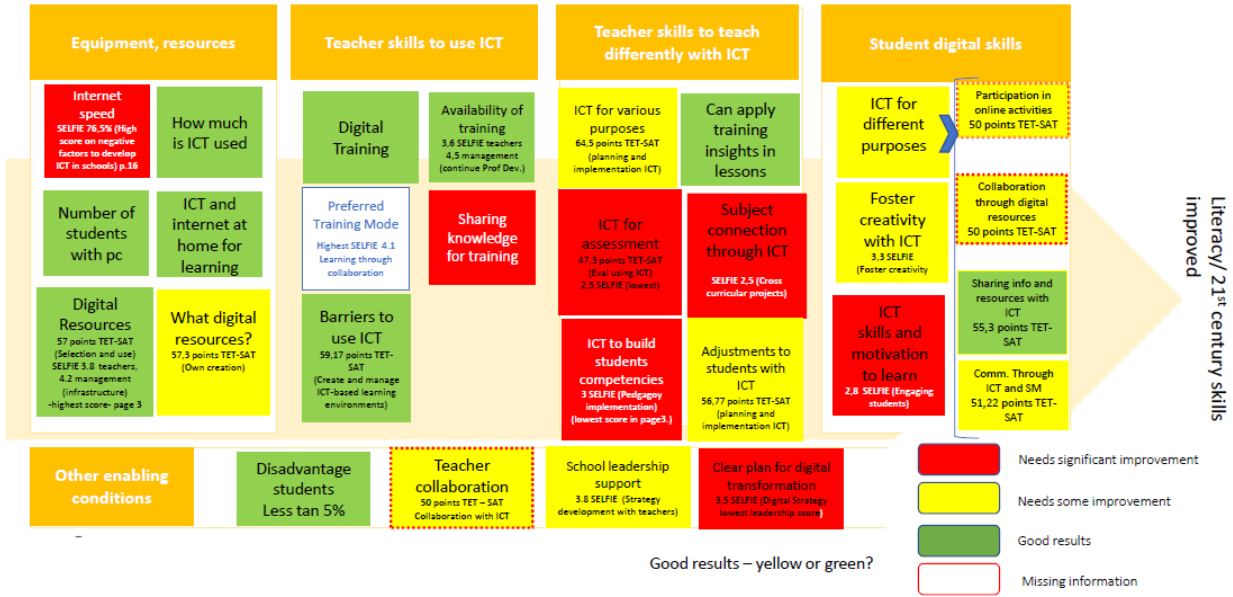 Equipment, resources
Internet
speed
SELFIE 76,5% (High
score on negative
factors to develop
ICT in schools) p.16
How much
is ICT used
Number of
students
with pc
ICT and
internet at
home for
learning
Digital
Resources
57 points TET-SAT
(Selection and use)
SELFIE 3.8 teachers,
4.2 management
(infrastructure)
-highest score- page 3
What digital
resources?
57,3 points TET-SAT
(Own creation)
Teacher skills to use ICT
Digital
Training
Availability of
training
3,6 SELFIE teachers
4,5 management
(continue Prof Dev.)
Preferred
Training Mode
Highest SELFIE 4.1
Learning through
collaboration
Sharing
knowledge
for training
Barriers to
use ICT
59,17 points TET-
SAT
(Create and manage
ICT-based learning
environments)
Teacher skills to teach
differently with ICT
ICT for various
purposes
64,5 points TET-SAT
(planning and
implementation ICT)
Can apply
training
insights in
lessons
ICT for
assessment
47,3 points TET-SAT
(Eval using ICT)
2,5 SELFIE (lowest)
Subject
connection
through ICT
SELFIE 2,5 (Cross
curricular projects)
ICT to build
students
competencies
3 SELFIE (Pedgagoy
implementation)
(lowest score in page3.)
Adjustments to
students with
ICT
56,77 points TET-SAT
(planning and
implementation ICT)
Student digital skills
ICT for
different
purposes
Participation in
online activities
50 points TET-SAT
Foster
creativity
with ICT
3,3 SELFIE
(Foster creativity
Collaboration
through digital
resources
50 points TET-SAT
ICT
skills and
motivation
to learn
2,8 SELFIE (Engaging
students)
Sharing info and
resources with
ICT
55,3 points TET-
SAT
Comm. Through
ICT and SM
51,22 points TET-
SAT
Literacy/ 21st century skills
improved
Other enabling
conditions
Disadvantage
students
Less tan 5%
Teacher
collaboration
50 points TET – SAT
Collaboration with ICT
School leadership
support
3.8 SELFIE (Strategy
development with teachers)
Clear plan for digital
transformation
3,5 SELFIE (Digital Strategy
lowest leadership score)
Needs significant improvement
Needs some improvement
Good results
Missing information
Good results – yellow or green?